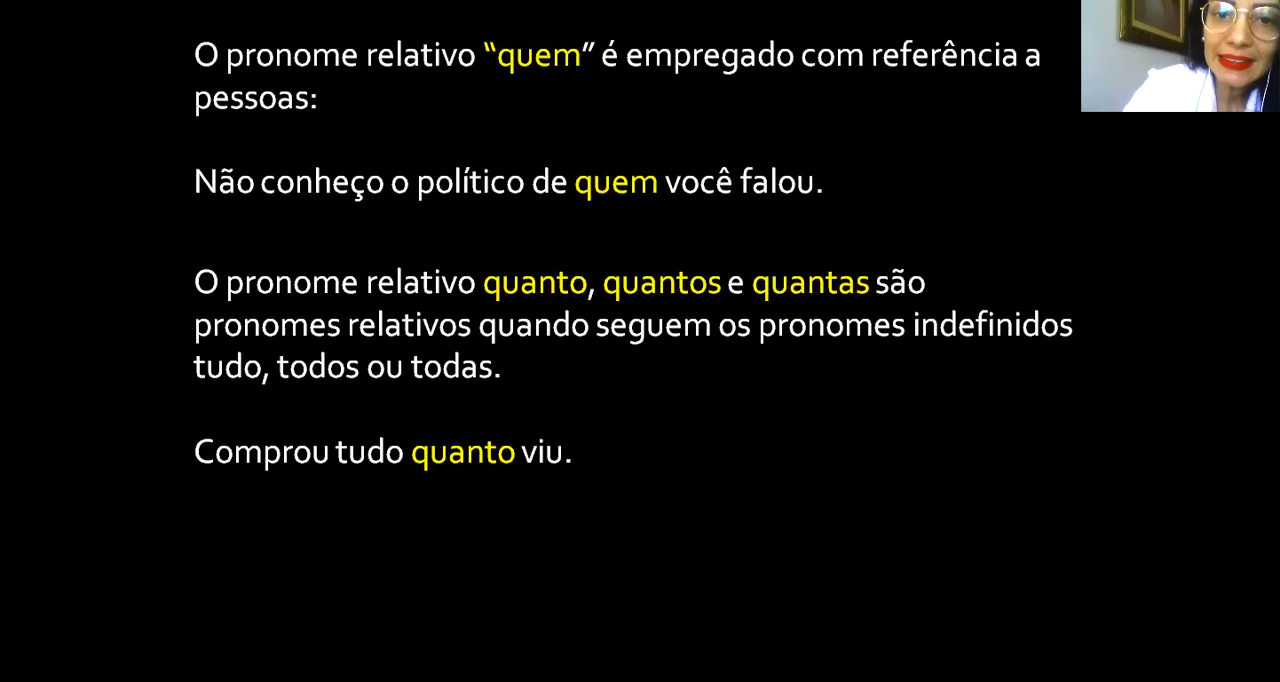 O pronome relativo “quem” é empregado com referência a
pessoas:
Não conheço o político de quem você falou.
O pronome relativo quanto, quantos e quantas são
pronomes relativos quando seguem os pronomes indefinidos
tudo, todos ou todas.
Comprou tudo quanto viu.